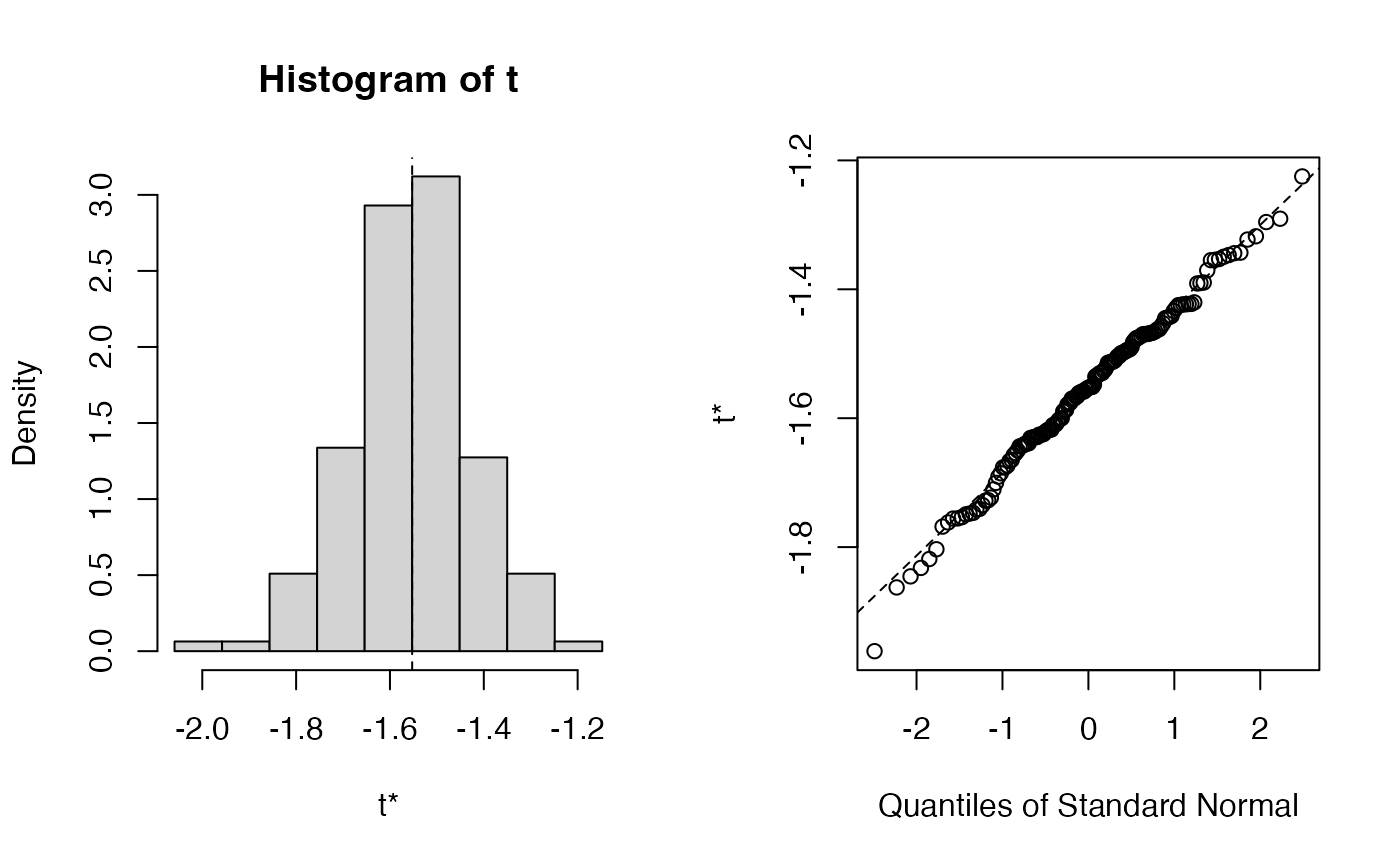 Histogram of t
Density
0.0 0.5 1.0 1.5 2.0 2.5 3.0
-2.0 -1.8 -1.6 -1.4 -1.2
t*
t*
-1.8 -1.6 -1.4 -1.2
-2 -1 0 1 2
Quantiles of Standard Normal